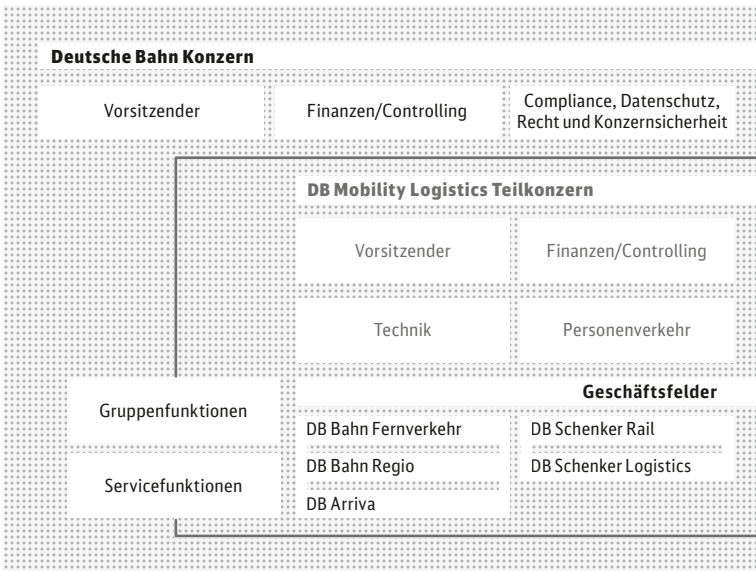 Deutsche Bahn Konzern
Vorsitzender
Finanzen/Controlling
Compliance, Datenschutz,
Recht und Konzernsicherheit
DB Mobility Logistics Teilkonzern
Vorsitzender
Finanzen/Controlling
Technik
Personenverkehr
Gruppenfunktionen
Servicefunktionen
Geschäftsfelder
DB Bahn Fernverkehr
DB Schenker Rail
DB Bahn Regio
DB Schenker Logistics
DB Arriva